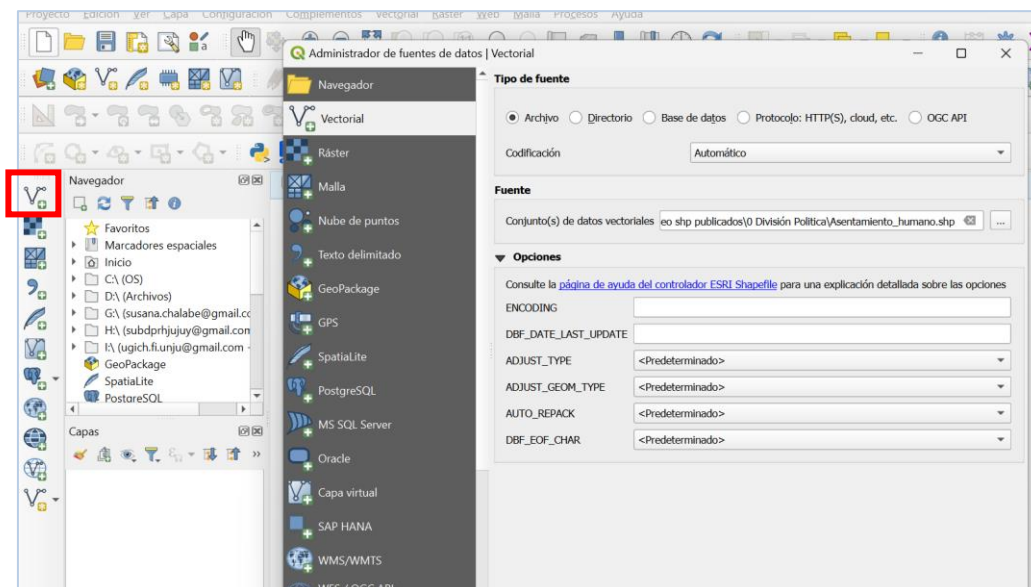 Proyecto Edición Ver Capa Configuración Complementos Vectorial Ráster Web Malla Procesos Ayuda
Administrador de fuentes de datos | Vectorial
Navegador
Vectorial
Ráster
Malla
Nube de puntos
Texto delimitado
GeoPackage
GPS
SpatiaLite
PostgreSQL
MS SQL Server
Oracle
Capa virtual
SAP HANA
WMS/WMTS
WFS / OGC API
Tipo de fuente
Archivo Directorio Base de datos Protocolo: HTTP(S), cloud, etc. OGC API
Codificación Automático
Fuente
Conjunto(s) de datos vectoriales eo shp publicados\0 División Politica\Asentamiento_humano.shp ...
Opciones
Consulte la página de ayuda del controlador ESRI Shapefile para una explicación detallada sobre las opciones
ENCODING
DBF_DATE_LAST_UPDATE
ADJUST_TYPE <Predeterminado>
ADJUST_GEOM_TYPE <Predeterminado>
AUTO_REPACK <Predeterminado>
DBF_EOF_CHAR <Predeterminado>
Navegador
Favoritos
Marcadores espaciales
Inicio
C:\ (OS)
D:\ (Archivos)
G:\ (susana.chalabe@gmail.cc
H:\ (subdprhjujuy@gmail.com
I:\ (ugich.fi.unju@gmail.com -
GeoPackage
SpatiaLite
PostgreSQL
Capas